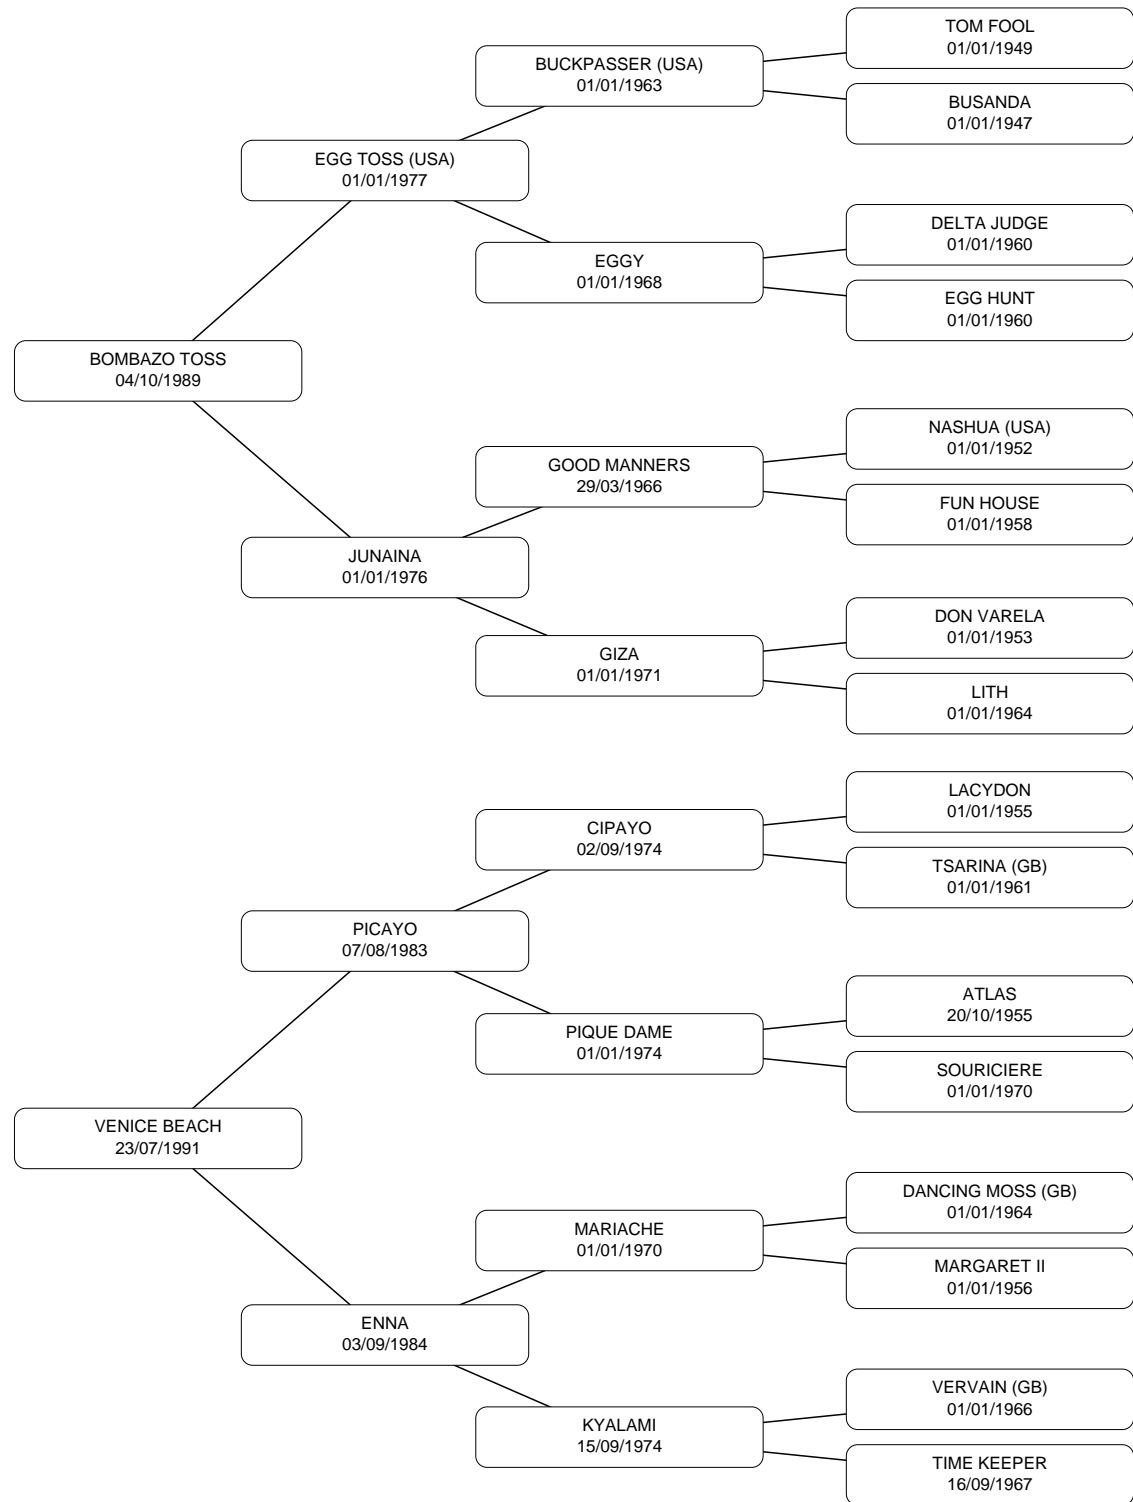 TOM FOOL
01/01/1949
BUCKPASSER (USA)
01/01/1963
BUSANDA
01/01/1947
EGG TOSS (USA)
01/01/1977
DELTA JUDGE
01/01/1960
EGGY
01/01/1968
EGG HUNT
01/01/1960
BOMBAZO TOSS
04/10/1989
NASHUA (USA)
01/01/1952
GOOD MANNERS
29/03/1966
FUN HOUSE
01/01/1958
JUNAINA
01/01/1976
DON VARELA
01/01/1953
GIZA
01/01/1971
LITH
01/01/1964
LACYDON
01/01/1955
CIPAYO
02/09/1974
TSARINA (GB)
01/01/1961
PICAYO
07/08/1983
ATLAS
20/10/1955
PIQUE DAME
01/01/1974
SOURICIERE
01/01/1970
VENICE BEACH
23/07/1991
DANCING MOSS (GB)
01/01/1964
MARIACHE
01/01/1970
MARGARET II
01/01/1956
ENNA
03/09/1984
VERVAIN (GB)
01/01/1966
KYALAMI
15/09/1974
TIME KEEPER
16/09/1967